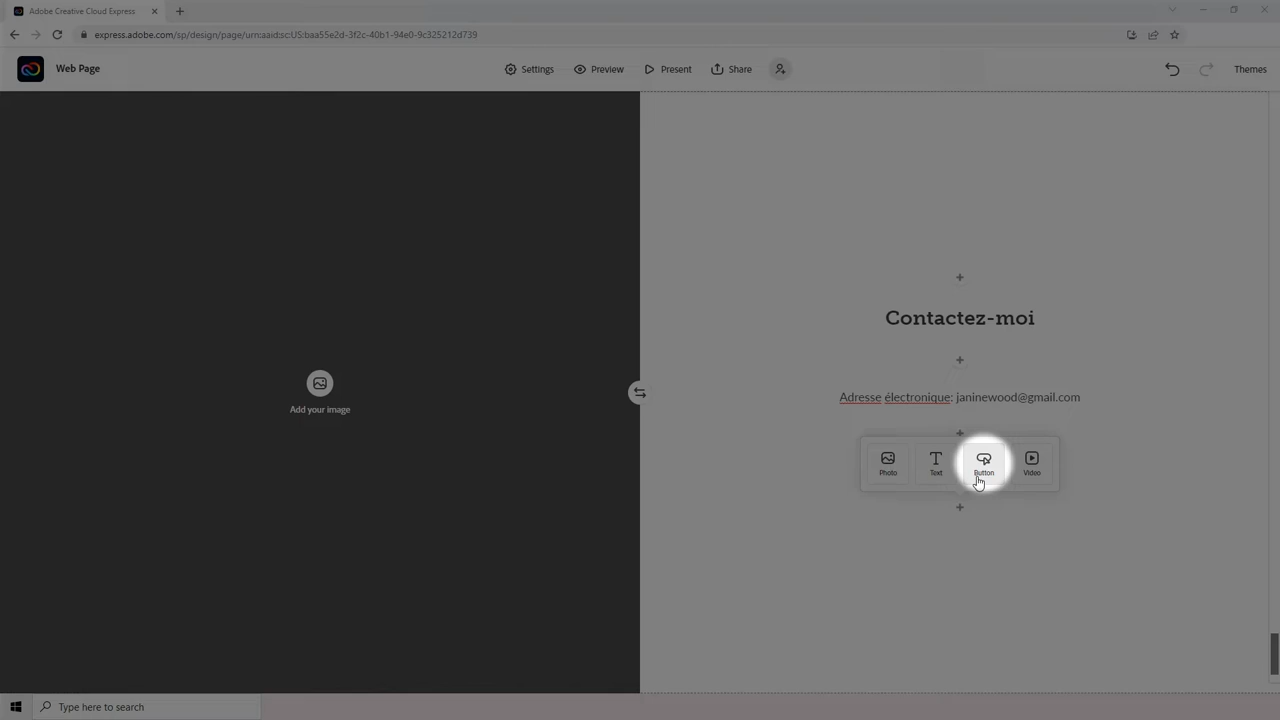 Adobe Creative Cloud Express
express.adobe.com/sp/design/page/urn:aaid:sc:US:baa55e2d-3f2c-40b1-94e0-9c325212d739
Web Page
Settings
Preview
Present
Share
Themes
Contactez-moi
Add your image
Adresse électronique: janinewood@gmail.com
Photo
Text
Button
Video
Type here to search